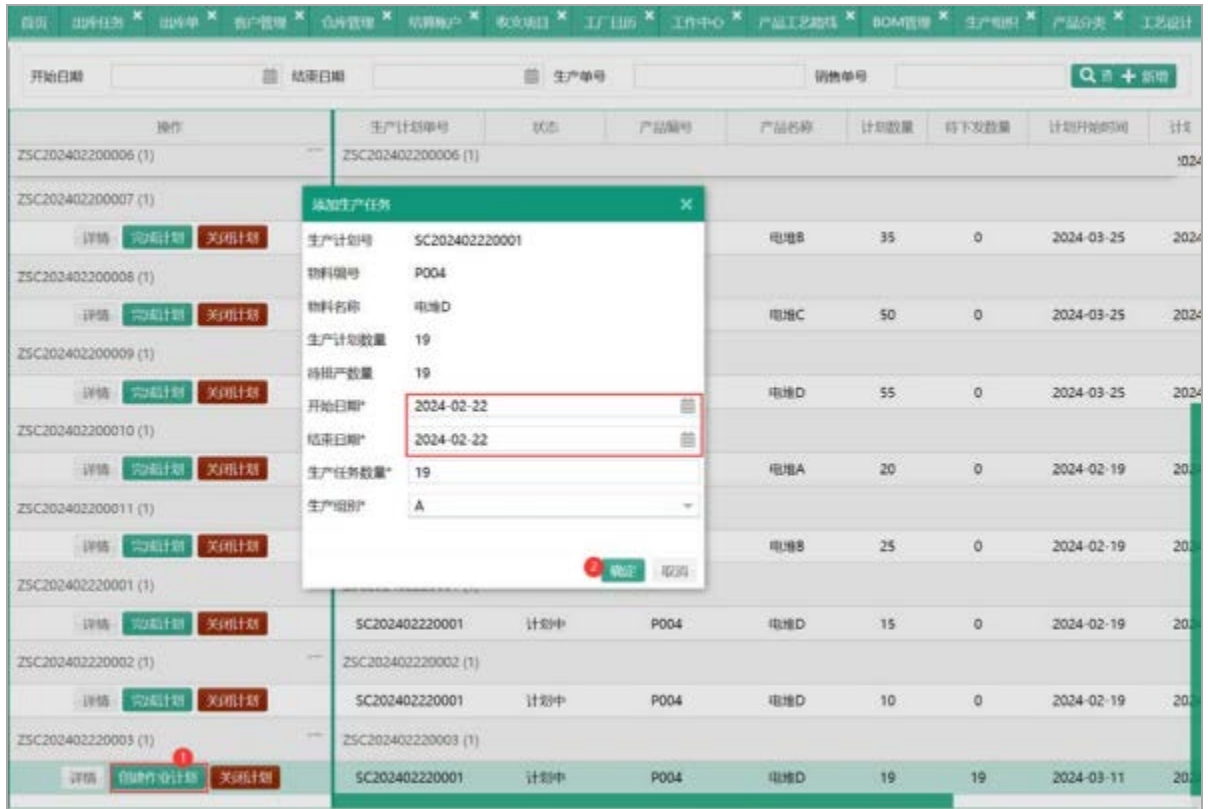 首页 出库任务 出库单 客户管理 仓库管理 结算账户 收支项目 工厂日历 工作中心 产品工艺路线 BOM管理 生产组织 产品分类 工艺设计
开始日期 结束日期 生产单号 销售单号 新增
操作 生产计划单号 状态 产品编号 产品名称 计划数量 待下发数量 计划开始时间
ZSC202402200006 (1) ZSC202402200006 (1)
ZSC202402200007 (1)
添加生产任务
详情 完成计划 关闭计划 电堆B 35 0 2024-03-25
生产计划号 SC202402220001
ZSC202402200008 (1)
物料编号 P004
详情 完成计划 关闭计划 电堆C 50 0 2024-03-25
物料名称 电堆D
ZSC202402200009 (1)
生产计划数量 19
待排产数量 19
详情 完成计划 关闭计划 电堆D 55 0 2024-03-25
开始日期* 2024-02-22
ZSC202402200010 (1)
结束日期* 2024-02-22
详情 完成计划 关闭计划 电堆A 20 0 2024-02-19
生产任务数量* 19
ZSC202402200011 (1)
生产组别* A
详情 完成计划 关闭计划 电堆B 25 0 2024-02-19
2 确定 取消
ZSC202402220001 (1)
详情 完成计划 关闭计划 SC202402220001 计划中 P004 电堆D 15 0 2024-02-19
ZSC202402220002 (1) ZSC202402220002 (1)
详情 完成计划 关闭计划 SC202402220001 计划中 P004 电堆D 10 0 2024-02-19
ZSC202402220003 (1) ZSC202402220003 (1)
1
详情 创建作业计划 关闭计划 SC202402220001 计划中 P004 电堆D 19 19 2024-03-11